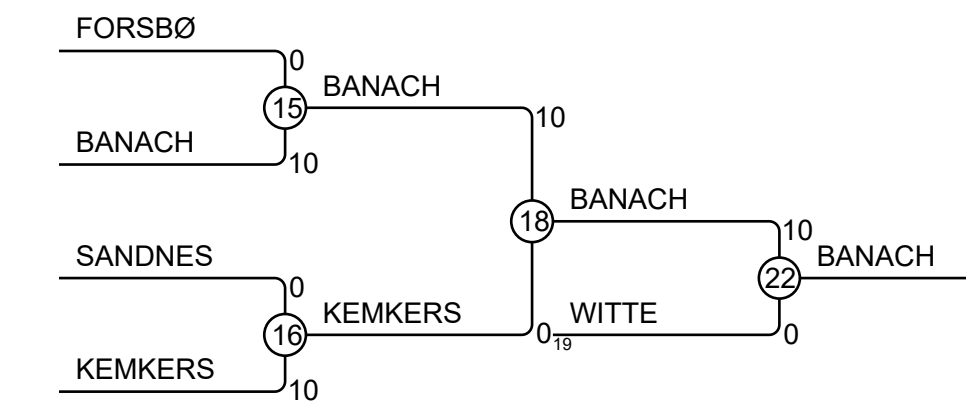 FORSBØ
0
15
BANACH
10
BANACH
10
18
BANACH
10
22
BANACH
SANDNES
0
16
KEMKERS
0
19
WITTE
0
KEMKERS
10